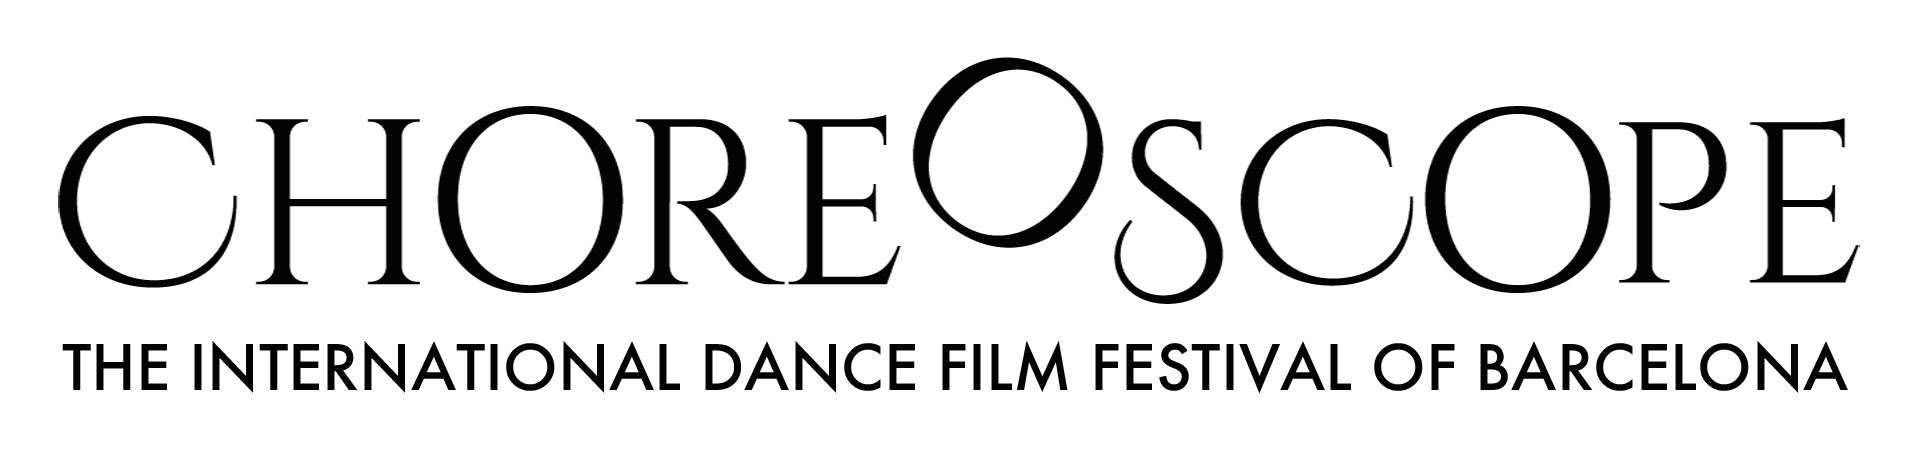 CHOREOSCOPE
THE INTERNATIONAL DANCE FILM FESTIVAL OF BARCELONA